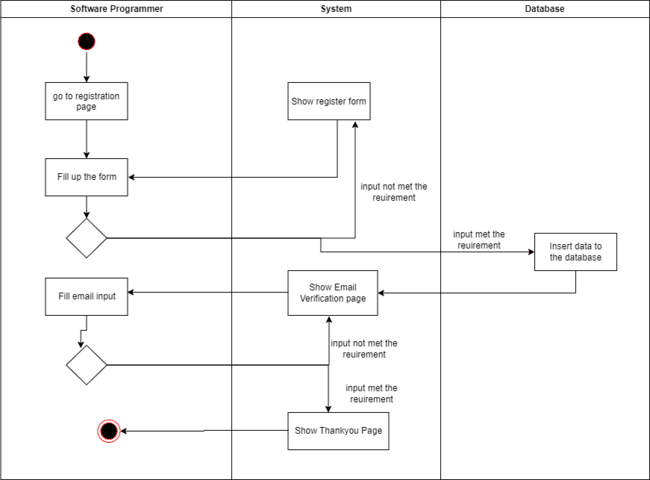 Software Programmer
System
Database
go to registration
page
Show register form
Fill up the form
input not met the
reuirement
input met the
reuirement
Insert data to
the database
Fill email input
Show Email
Verification page
input not met the
reuirement
input met the
reuirement
Show Thankyou Page